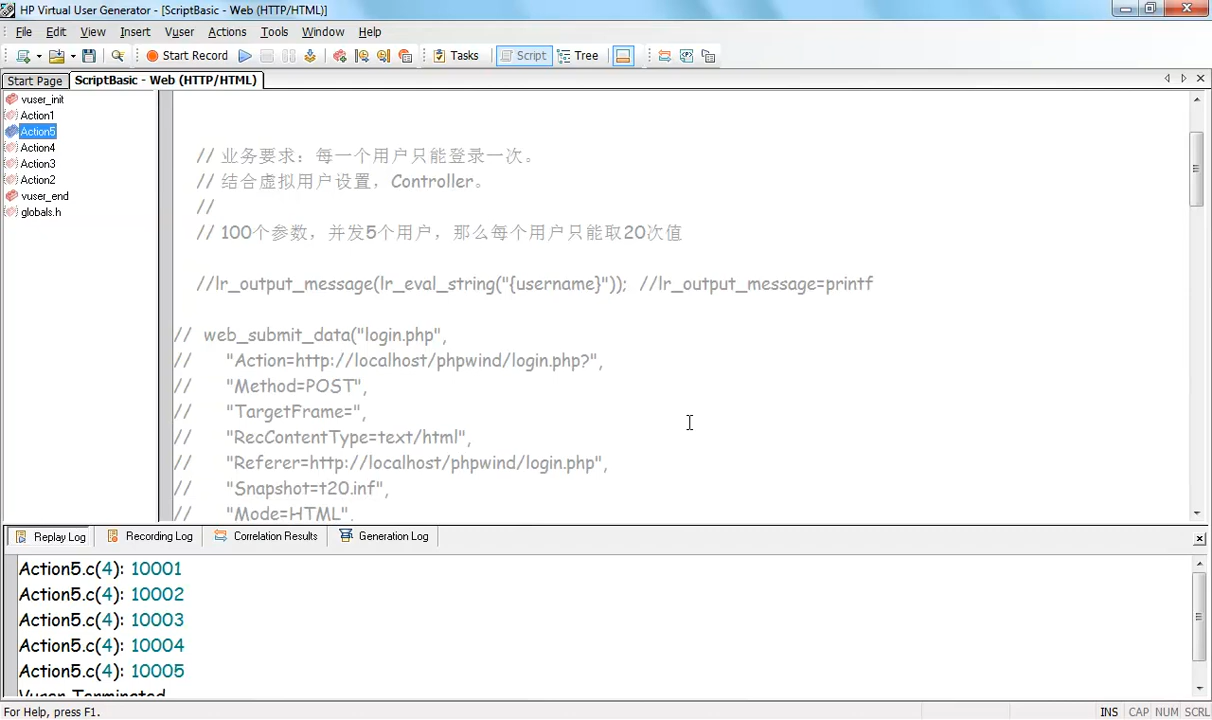 HP Virtual User Generator - [ScriptBasic - Web (HTTP/HTML)]
File Edit View Insert Vuser Actions Tools Window Help
Start Record Tasks Script Tree
Start Page ScriptBasic - Web (HTTP/HTML)
vuser_init
Action1
Action5
Action4
Action3
Action2
vuser_end
globals.h
// 业务要求：每一个用户只能登录一次。
// 结合虚拟用户设置，Controller。
//
// 100个参数，并发5个用户，那么每个用户只能取20次值
//lr_output_message(lr_eval_string("{username}")); //lr_output_message=printf
// web_submit_data("login.php",
// "Action=http://localhost/phpwind/login.php?",
// "Method=POST",
// "TargetFrame=",
// "RecContentType=text/html",
// "Referer=http://localhost/phpwind/login.php",
// "Snapshot=t20.inf",
// "Mode=HTML",
Replay Log Recording Log Correlation Results Generation Log
Action5.c(4): 10001
Action5.c(4): 10002
Action5.c(4): 10003
Action5.c(4): 10004
Action5.c(4): 10005
Vuser Terminated
For Help, press F1. INS CAP NUM SCRL